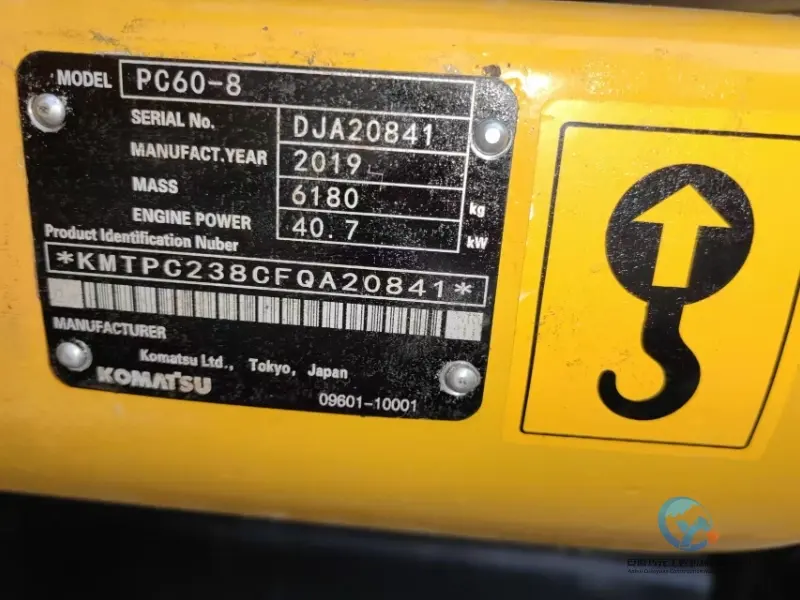 MODEL PC60-8
SERIAL No. DJA20841
MANUFACT.YEAR 2019
MASS 6180 kg
ENGINE POWER 40.7 kW
Product Identification Nuber
*KMTPC238CFQA20841*
MANUFACTURER
Komatsu Ltd., Tokyo, Japan
KOMATSU
09601-10001